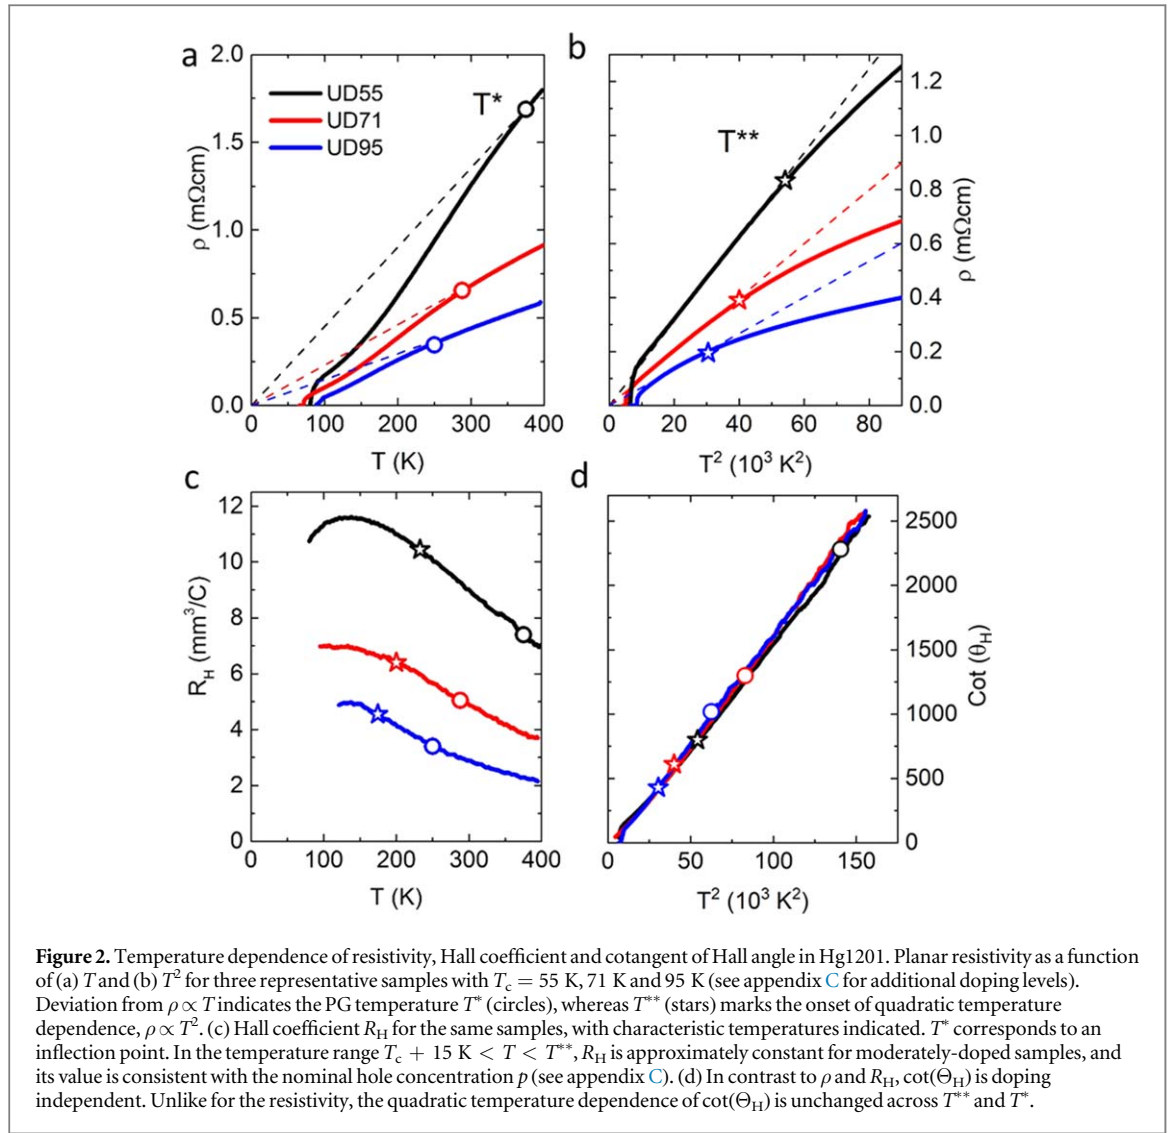 a
2.0
1.5
1.0
0.5
0.0
ρ (mΩcm)
UD55
UD71
UD95
T*
0 100 200 300 400
T (K)
b
T**
1.2
1.0
0.8
0.6
0.4
0.2
0.0
ρ (mΩcm)
0 20 40 60 80
T² (10³ K²)
c
12
10
8
6
4
2
0
R_H (mm³/C)
0 100 200 300 400
T (K)
d
2500
2000
1500
1000
500
0
Cot (θ_H)
0 50 100 150
T² (10³ K²)
Figure 2. Temperature dependence of resistivity, Hall coefficient and cotangent of Hall angle in Hg1201. Planar resistivity as a function
of (a) T and (b) T² for three representative samples with T_c = 55 K, 71 K and 95 K (see appendix C for additional doping levels).
Deviation from ρ ∝ T indicates the PG temperature T* (circles), whereas T** (stars) marks the onset of quadratic temperature
dependence, ρ ∝ T². (c) Hall coefficient R_H for the same samples, with characteristic temperatures indicated. T* corresponds to an
inflection point. In the temperature range T_c + 15 K < T < T**, R_H is approximately constant for moderately-doped samples, and
its value is consistent with the nominal hole concentration p (see appendix C). (d) In contrast to ρ and R_H, cot(Θ_H) is doping
independent. Unlike for the resistivity, the quadratic temperature dependence of cot(Θ_H) is unchanged across T** and T*.